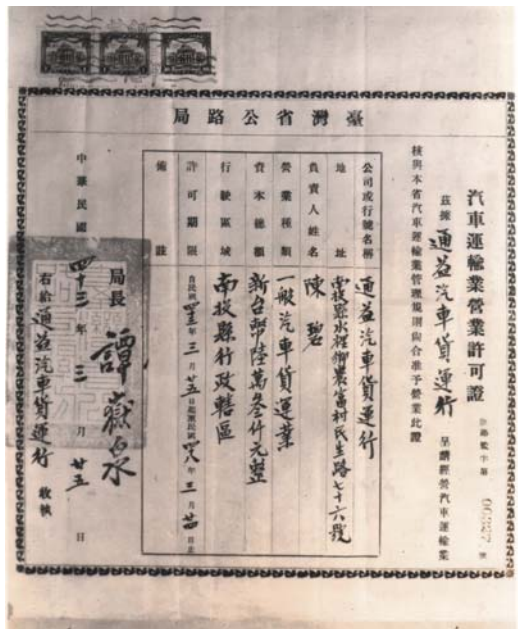 臺灣省公路局
汽車運輸業營業許可證
茲據通益汽車貨運行呈請經營汽車運輸業
核與本省汽車運輸業管理規則尚合准予營業此證
公司或行號名稱 通益汽車貨運行
地址 南投縣水裡鄉農富村民生路七十六號
負責人姓名 陳碧
營業種類 一般汽車貨運業
資本總額 新台幣陸萬叁仟元整
行駛區域 南投縣行政轄區
許可期限 自民國四三年三月廿五日起至民國四八年三月廿四日止
備註
局長 譚嶽泉
右給通益汽車貨運行收執
中華民國四十三年三月廿五日